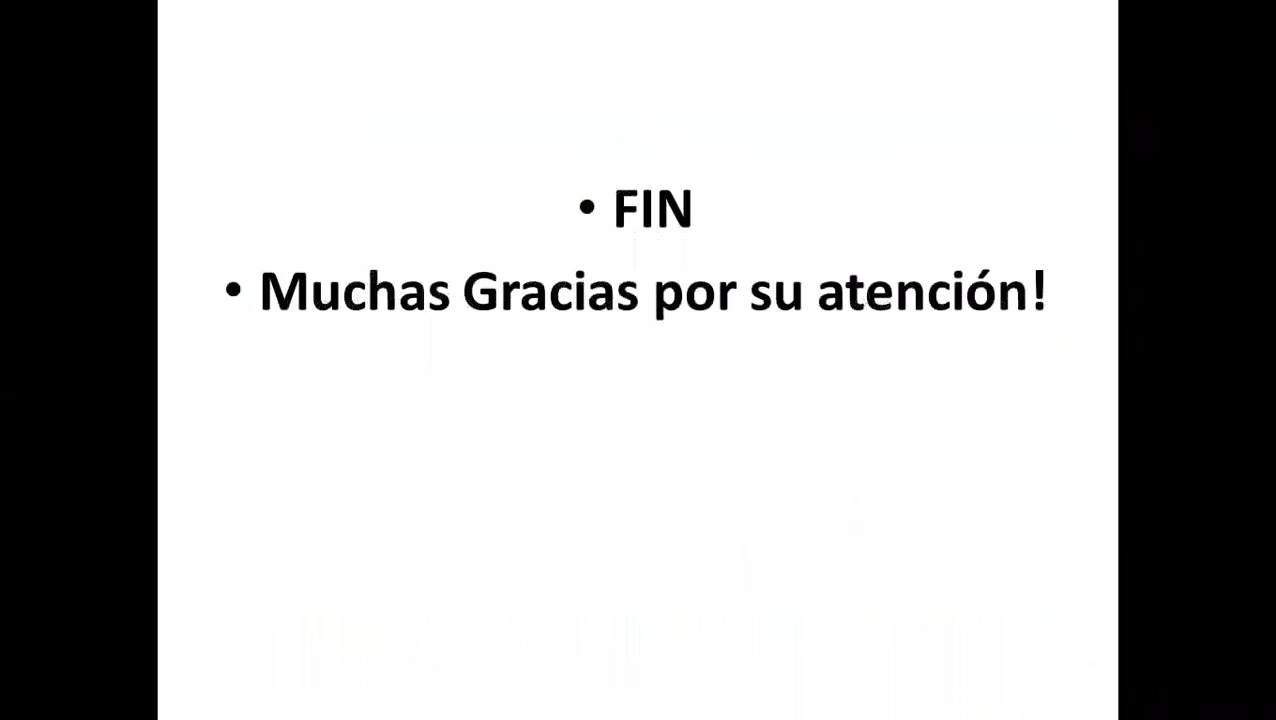 • FIN
• Muchas Gracias por su atención!